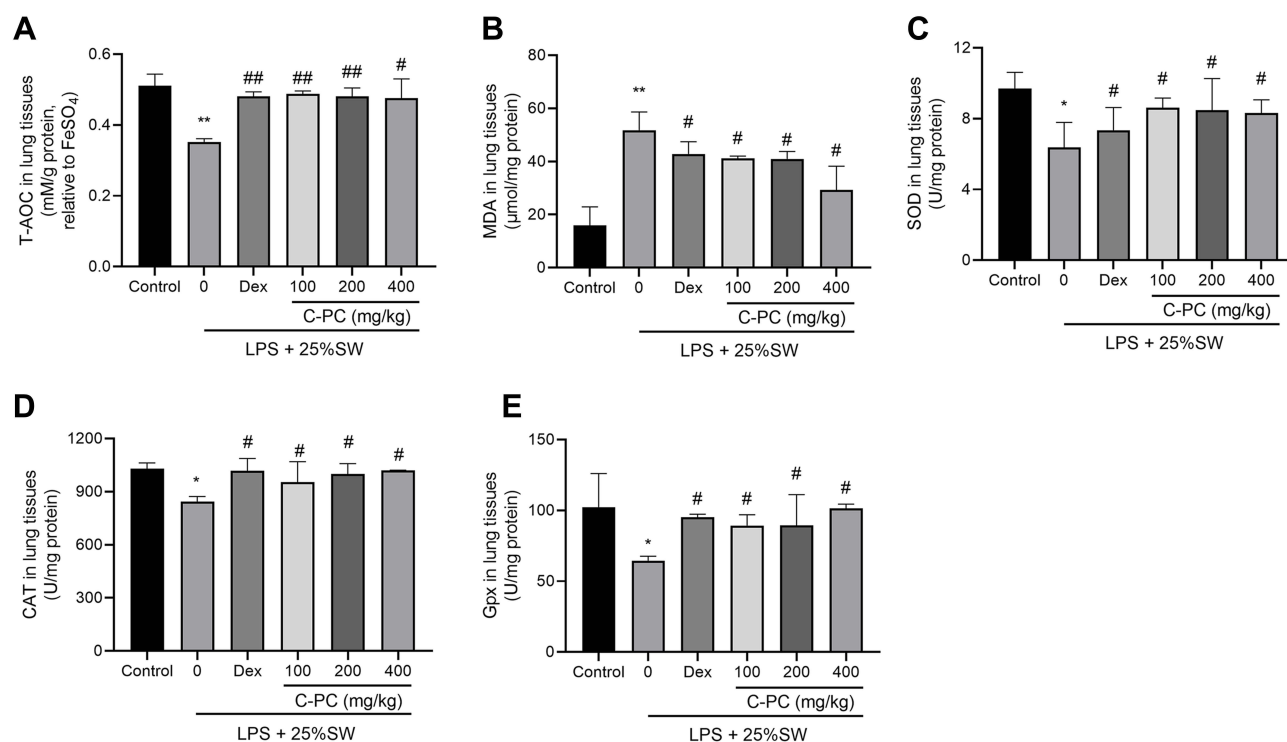 A
T-AOC in lung tissues
(mM/g protein,
relative to FeSO4)
0.6
0.4
0.2
0.0
**
##
##
##
#
Control 0 Dex 100 200 400
C-PC (mg/kg)
LPS + 25%SW
B
MDA in lung tissues
(μmol/mg protein)
80
60
40
20
0
**
#
#
#
#
Control 0 Dex 100 200 400
C-PC (mg/kg)
LPS + 25%SW
C
SOD in lung tissues
(U/mg protein)
12
8
4
0
*
#
#
#
#
Control 0 Dex 100 200 400
C-PC (mg/kg)
LPS + 25%SW
D
CAT in lung tissues
(U/mg protein)
1200
900
600
300
0
*
#
#
#
#
Control 0 Dex 100 200 400
C-PC (mg/kg)
LPS + 25%SW
E
Gpx in lung tissues
(U/mg protein)
150
100
50
0
*
#
#
#
#
Control 0 Dex 100 200 400
C-PC (mg/kg)
LPS + 25%SW